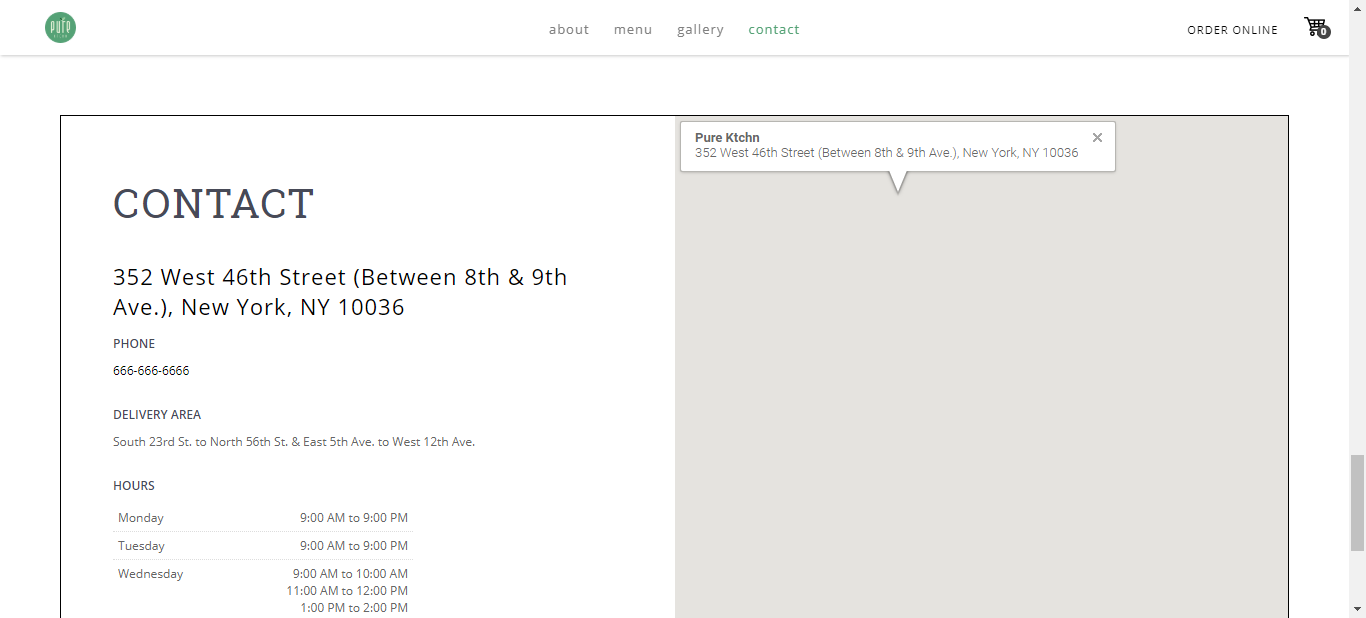 pure
about menu gallery contact
ORDER ONLINE
0
CONTACT
352 West 46th Street (Between 8th & 9th
Ave.), New York, NY 10036
PHONE
666-666-6666
DELIVERY AREA
South 23rd St. to North 56th St. & East 5th Ave. to West 12th Ave.
HOURS
Monday 9:00 AM to 9:00 PM
Tuesday 9:00 AM to 9:00 PM
Wednesday 9:00 AM to 10:00 AM
11:00 AM to 12:00 PM
1:00 PM to 2:00 PM
Pure Ktchn
352 West 46th Street (Between 8th & 9th Ave.), New York, NY 10036